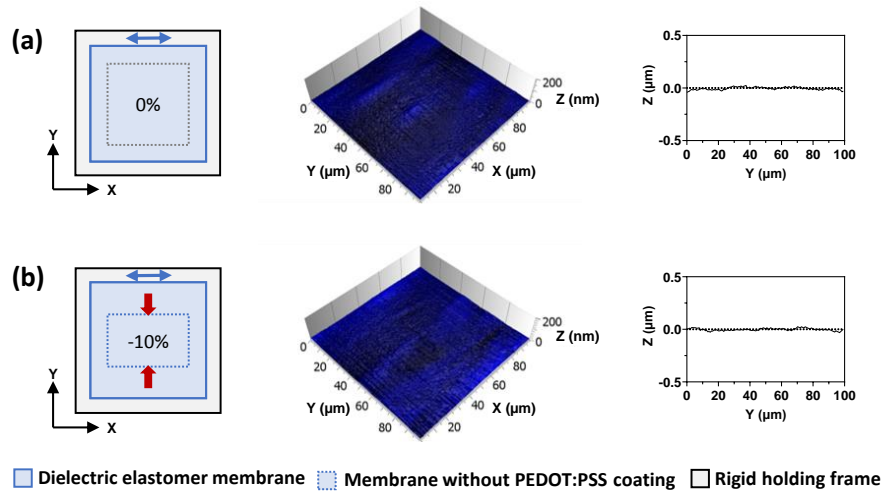 (a)
0%
Y
X
200
0
Z (nm)
0
20
40
60
80
Y (µm)
80
60
40
20
X (µm)
0.5
0.0
-0.5
Z (µm)
0 20 40 60 80 100
Y (µm)
(b)
-10%
Y
X
200
0
Z (nm)
0
20
40
60
80
Y (µm)
80
60
40
20
X (µm)
0.5
0.0
-0.5
Z (µm)
0 20 40 60 80 100
Y (µm)
Dielectric elastomer membrane Membrane without PEDOT:PSS coating Rigid holding frame